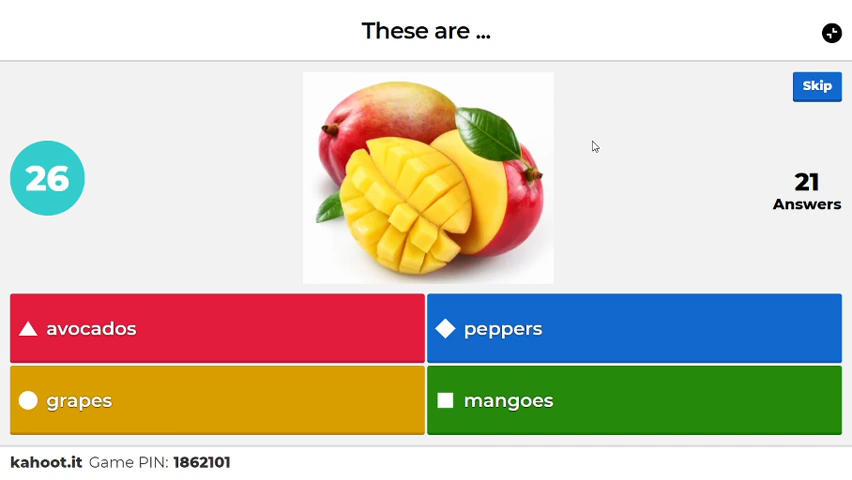 These are ...
Skip
26
21
Answers
avocados
peppers
grapes
mangoes
kahoot.it Game PIN: 1862101